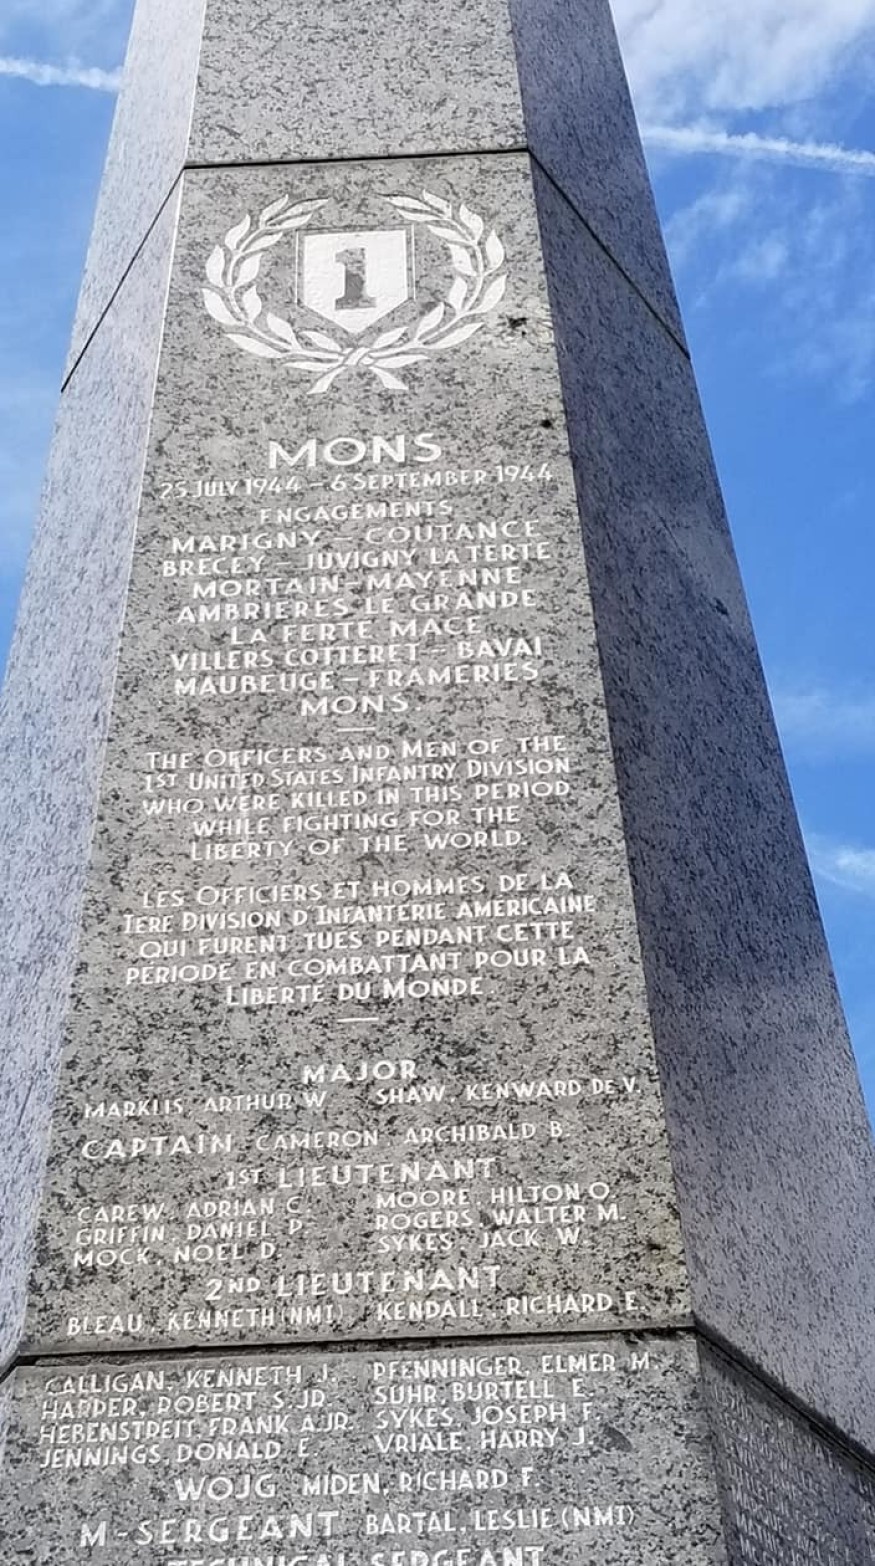 1
MONS
25 JULY 1944 – 6 SEPTEMBER 1944
ENGAGEMENTS
MARIGNY – COUTANCE
BRECEY – JUVIGNY LA TERTE
MORTAIN – MAYENNE
AMBRIERES LE GRANDE
LA FERTE MACE
VILLERS COTTERET – BAVAI
MAUBEUGE – FRAMERIES
MONS.
THE OFFICERS AND MEN OF THE
1ST UNITED STATES INFANTRY DIVISION
WHO WERE KILLED IN THIS PERIOD
WHILE FIGHTING FOR THE
LIBERTY OF THE WORLD.
LES OFFICIERS ET HOMMES DE LA
1ERE DIVISION D'INFANTERIE AMÉRICAINE
QUI FURENT TUÉS PENDANT CETTE
PÉRIODE EN COMBATTANT POUR LA
LIBERTÉ DU MONDE.
MAJOR
MARKLIS, ARTHUR W. SHAW, KENWARD DE V.
CAPTAIN CAMERON, ARCHIBALD B.
1ST LIEUTENANT
CAREW, ADRIAN C. MOORE, HILTON O.
GRIFFIN, DANIEL P. ROGERS, WALTER M.
MOCK, NOEL D. SYKES, JACK W.
2ND LIEUTENANT
BLEAU, KENNETH (NMI) KENDALL, RICHARD E.
CALLIGAN, KENNETH J. PFENNINGER, ELMER M.
HARPER, ROBERT S. JR. SUHR, BURTELL E.
HEBENSTREIT, FRANK A. JR. SYKES, JOSEPH F.
JENNINGS, DONALD E. VRIALE, HARRY J.
WOJG MIDEN, RICHARD F.
M-SERGEANT BARTAL, LESLIE (NMI)
TECHNICAL SERGEANT